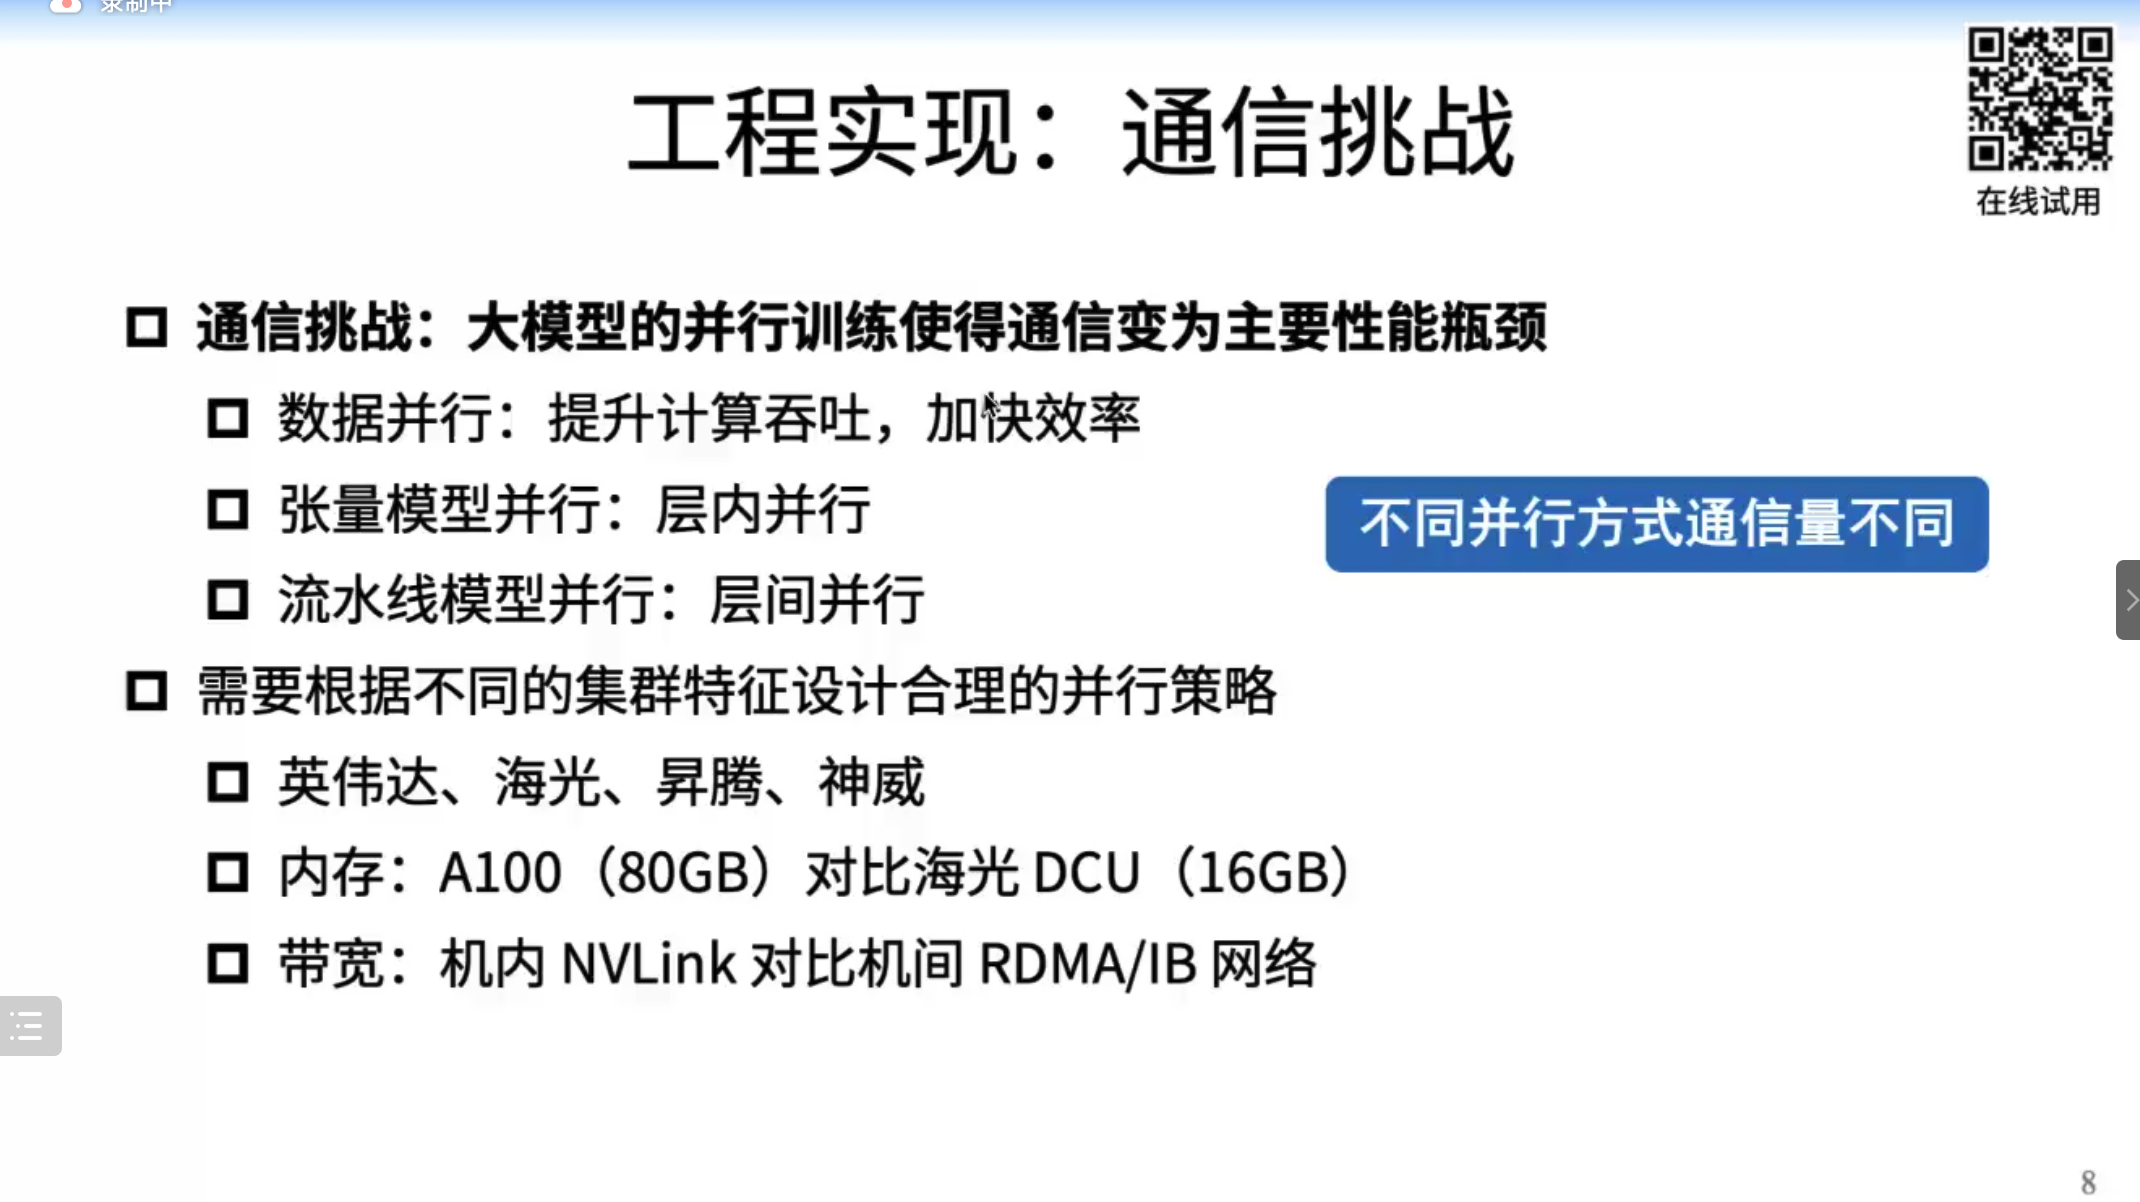 录制中
工程实现：通信挑战
在线试用
通信挑战：大模型的并行训练使得通信变为主要性能瓶颈
数据并行：提升计算吞吐，加快效率
张量模型并行：层内并行
不同并行方式通信量不同
流水线模型并行：层间并行
需要根据不同的集群特征设计合理的并行策略
英伟达、海光、昇腾、神威
内存：A100（80GB）对比海光 DCU（16GB）
带宽：机内 NVLink 对比机间 RDMA/IB 网络
8